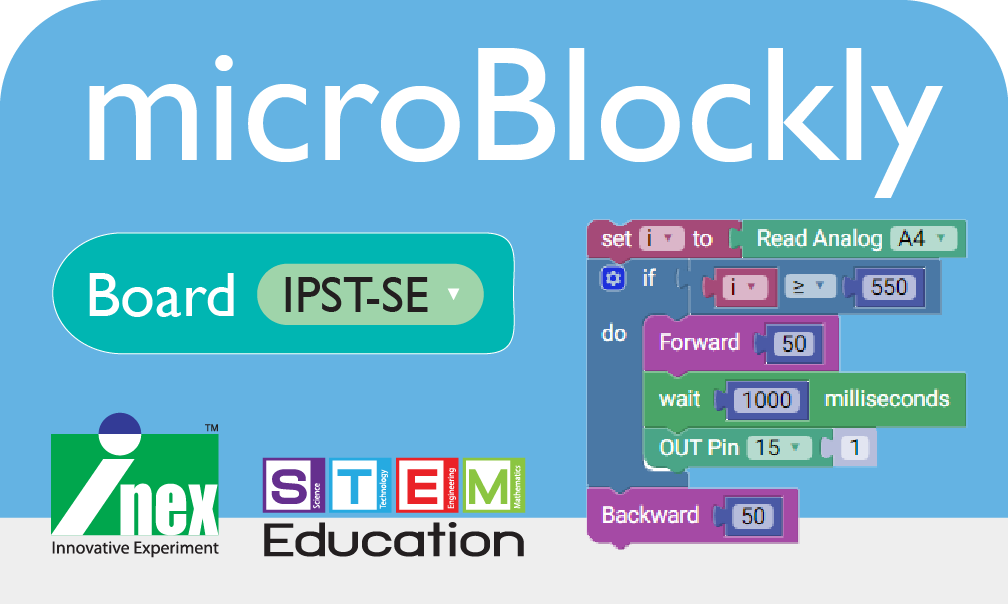 microBlockly
Board IPST-SE
set i to Read Analog A4
if i ≥ 550
do
Forward 50
wait 1000 milliseconds
OUT Pin 15 1
Backward 50
inex
TM
Innovative Experiment
S Science T Technology E Engineering M Mathematics
Education